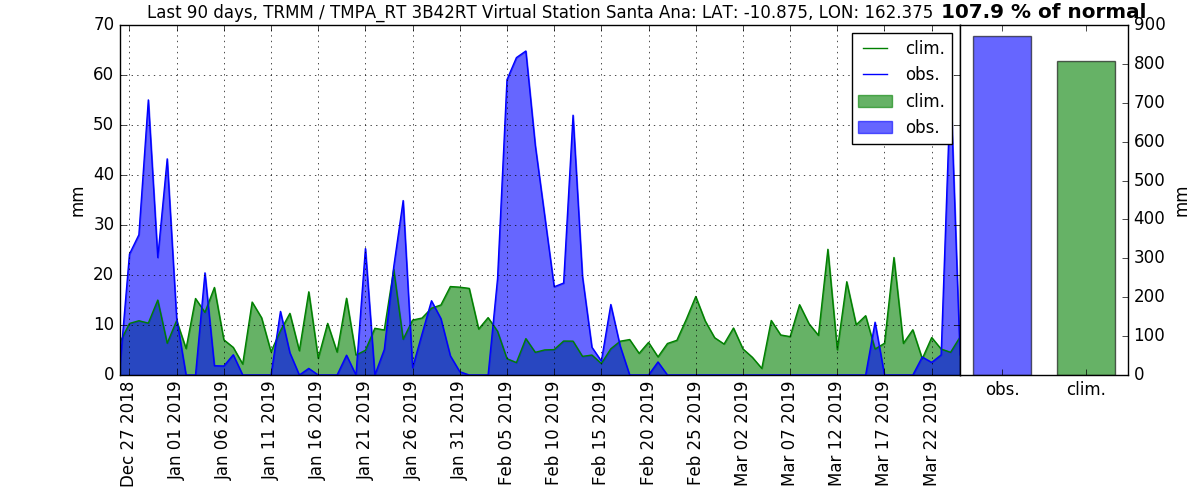 Last 90 days, TRMM / TMPA_RT 3B42RT Virtual Station Santa Ana: LAT: -10.875, LON: 162.375 107.9 % of normal
70
60
50
40
30
20
10
0
mm
clim.
obs.
clim.
obs.
900
800
700
600
500
400
300
200
100
0
mm
obs.
clim.
Dec 27 2018
Jan 01 2019
Jan 06 2019
Jan 11 2019
Jan 16 2019
Jan 21 2019
Jan 26 2019
Jan 31 2019
Feb 05 2019
Feb 10 2019
Feb 15 2019
Feb 20 2019
Feb 25 2019
Mar 02 2019
Mar 07 2019
Mar 12 2019
Mar 17 2019
Mar 22 2019